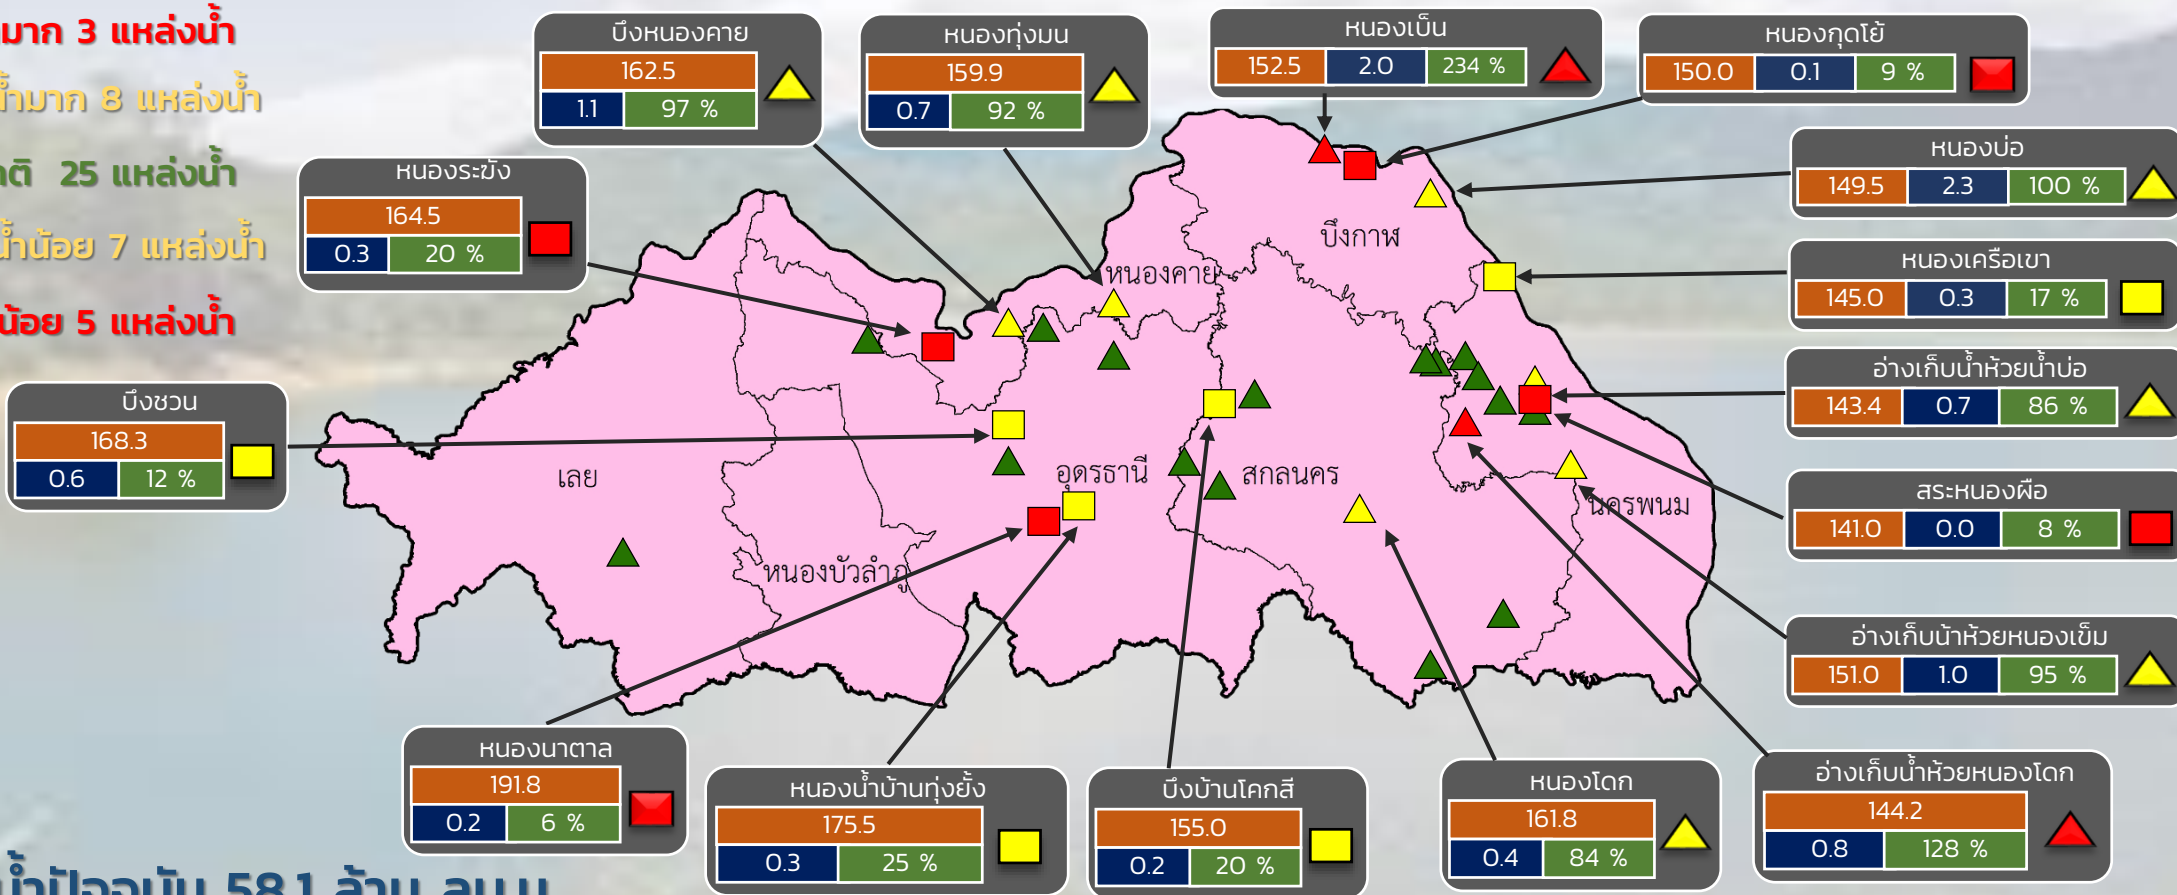 มาก 3 แหล่งน้ำ
น้ำมาก 8 แหล่งน้ำ
25 แหล่งน้ำ
น้ำน้อย 7 แหล่งน้ำ
น้อย 5 แหล่งน้ำ
บึงหนองคาย
162.5
1.1 97 %
หนองทุ่งมน
159.9
0.7 92 %
หนองเบ็น
152.5 2.0 234 %
หนองกุดโย้
150.0 0.1 9 %
หนองระฆัง
164.5
0.3 20 %
หนองบ่อ
149.5 2.3 100 %
หนองเครือเขา
145.0 0.3 17 %
อ่างเก็บน้ำห้วยน้ำบ่อ
143.4 0.7 86 %
สระหนองผือ
141.0 0.0 8 %
อ่างเก็บน้ำห้วยหนองเข็ม
151.0 1.0 95 %
บึงชวน
168.3
0.6 12 %
บึงกาฬ
หนองคาย
เลย
อุดรธานี
สกลนคร
นครพนม
หนองบัวลำภู
หนองนาตาล
191.8
0.2 6 %
หนองน้ำบ้านทุ่งยั้ง
175.5
0.3 25 %
บึงบ้านโคกสี
155.0
0.2 20 %
หนองโดก
161.8
0.4 84 %
อ่างเก็บน้ำห้วยหนองโดก
144.2
0.8 128 %
น้ำปัจจุบัน 58.1 ล้าน ลบ.ม